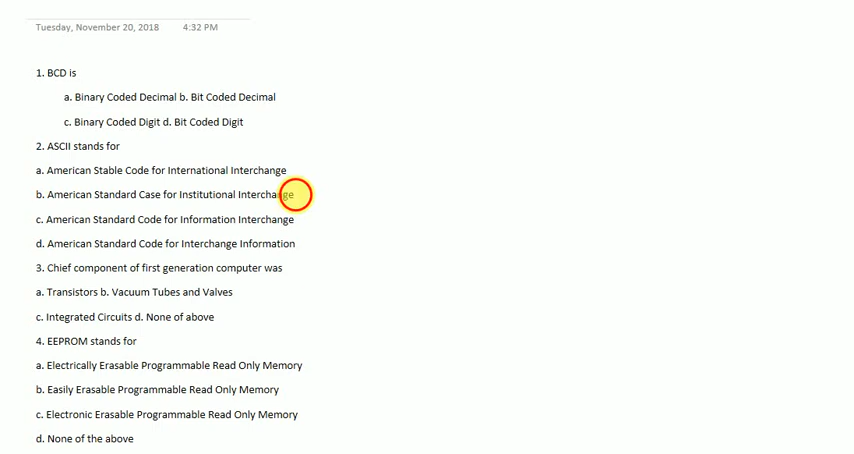 Tuesday, November 20, 2018 4:32 PM
1. BCD is
a. Binary Coded Decimal b. Bit Coded Decimal
c. Binary Coded Digit d. Bit Coded Digit
2. ASCII stands for
a. American Stable Code for International Interchange
b. American Standard Case for Institutional Interchange
c. American Standard Code for Information Interchange
d. American Standard Code for Interchange Information
3. Chief component of first generation computer was
a. Transistors b. Vacuum Tubes and Valves
c. Integrated Circuits d. None of above
4. EEPROM stands for
a. Electrically Erasable Programmable Read Only Memory
b. Easily Erasable Programmable Read Only Memory
c. Electronic Erasable Programmable Read Only Memory
d. None of the above